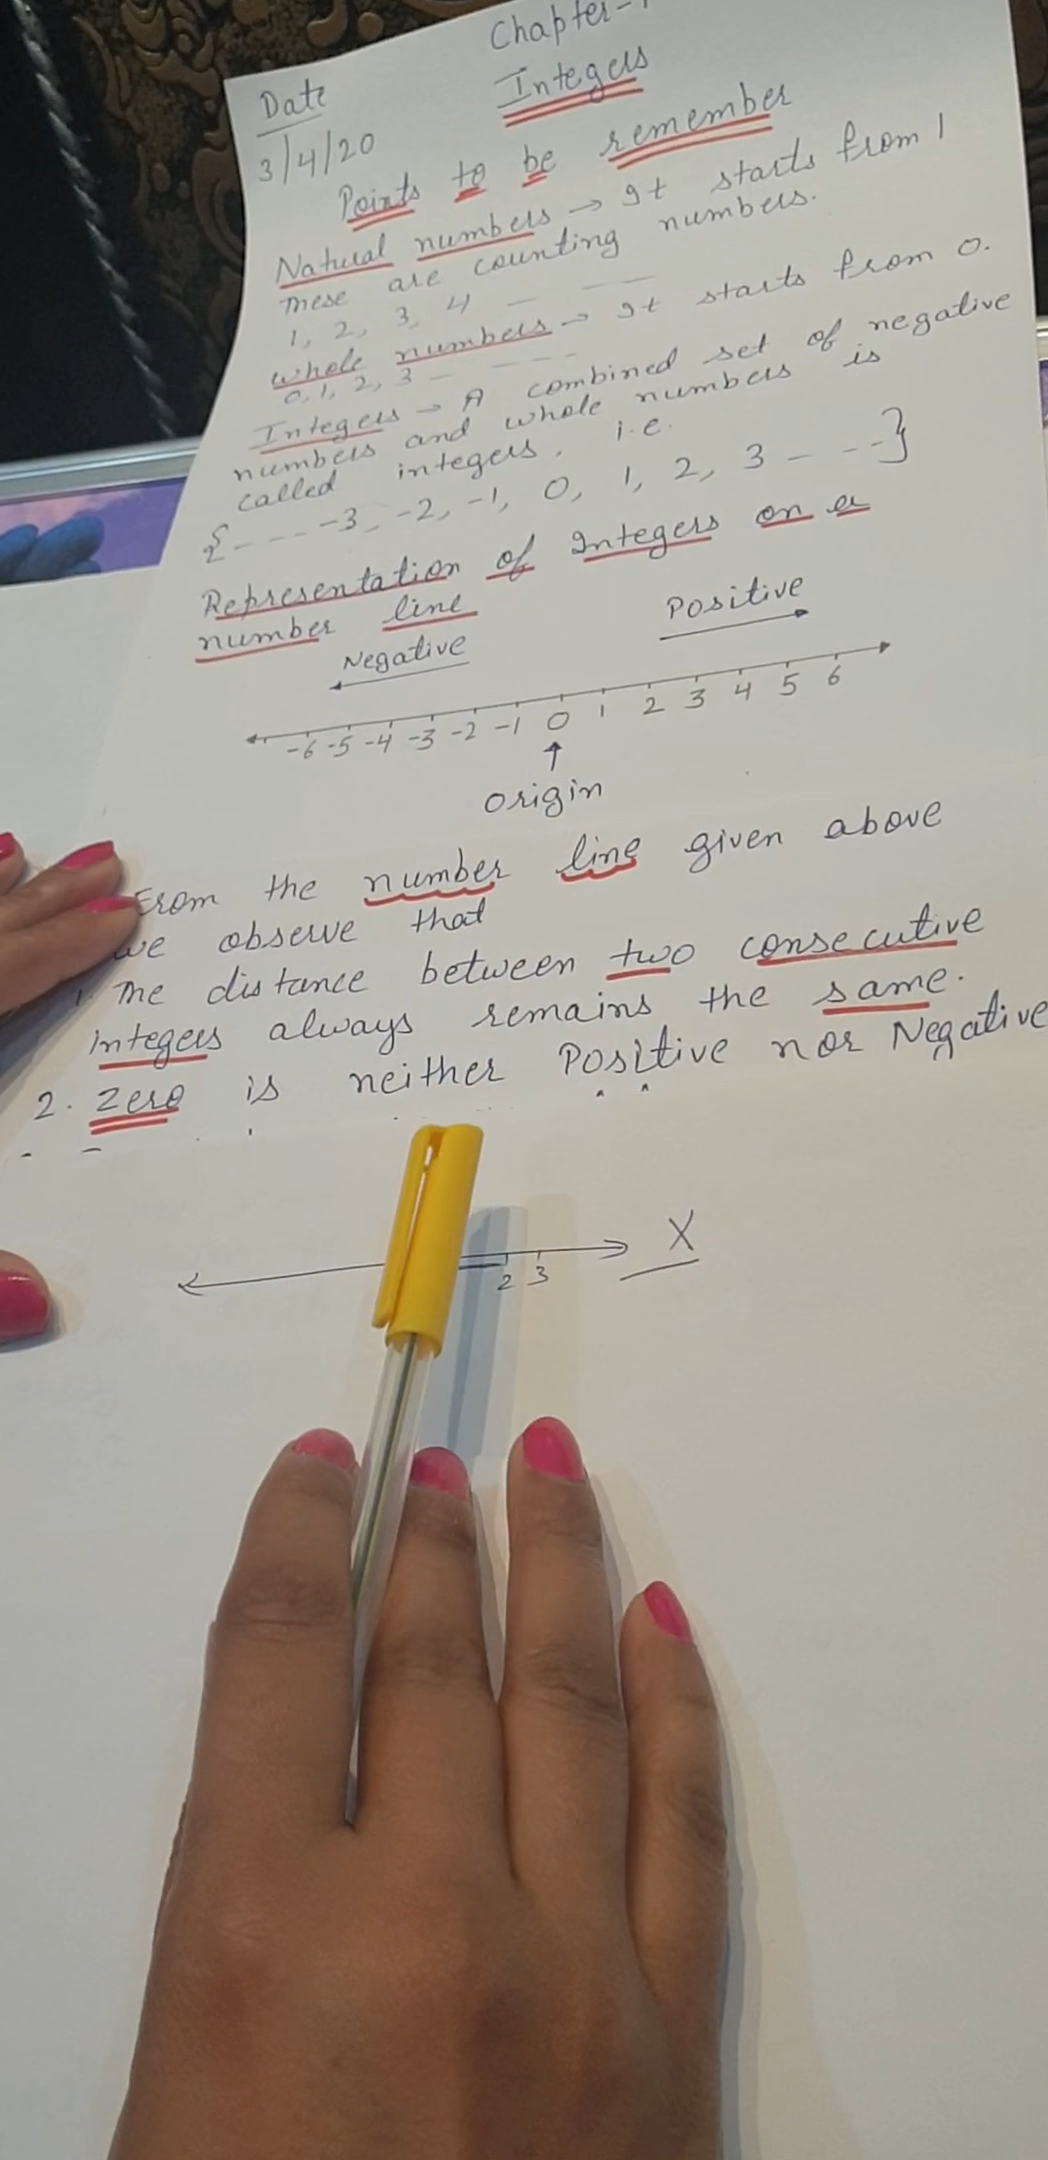 Chapter-
Integers
Date
3/4/20
Points to be remember
Natural numbers → It starts from 1
These are counting numbers.
1, 2, 3, 4 — —
Whole numbers → It starts from 0.
0, 1, 2, 3 — — — —
Integers → A combined set of negative
numbers and whole numbers is
called integers, i.e.
{- - - - -3, -2, -1, 0, 1, 2, 3 - - -}
Representation of Integers on a
number line
Negative Positive
-6 -5 -4 -3 -2 -1 0 1 2 3 4 5 6
↑
origin
From the number line given above
we observe that
1. The distance between two consecutive
integers always remains the same.
2. Zero is neither Positive nor Negative
2 3 X